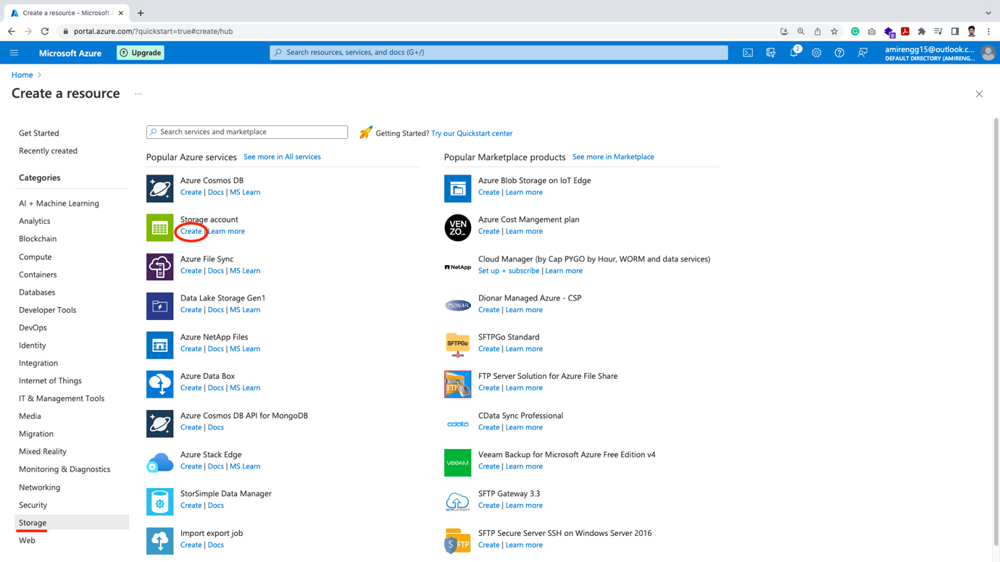 Create a resource - Microsoft A
portal.azure.com/?quickstart=true#create/hub
9
Microsoft Azure
Upgrade
Search resources, services, and docs (G+/)
2
amirengg15@outlook.c...
DEFAULT DIRECTORY (AMIRENG...
Home
Create a resource
...
Get Started
Recently created
Categories
AI + Machine Learning
Analytics
Blockchain
Compute
Containers
Databases
Developer Tools
DevOps
Identity
Integration
Internet of Things
IT & Management Tools
Media
Migration
Mixed Reality
Monitoring & Diagnostics
Networking
Security
Storage
Web
Search services and marketplace
Getting Started? Try our Quickstart center
Popular Azure services See more in All services
Azure Cosmos DB
Create | Docs | MS Learn
Storage account
Create | Learn more
Azure File Sync
Create | Docs | MS Learn
Data Lake Storage Gen1
Create | Docs | MS Learn
Azure NetApp Files
Create | Docs | MS Learn
Azure Data Box
Create | Docs | MS Learn
Azure Cosmos DB API for MongoDB
Create | Docs
Azure Stack Edge
Create | Docs | MS Learn
StorSimple Data Manager
Create | Docs
Import export job
Create | Docs
Popular Marketplace products See more in Marketplace
Azure Blob Storage on IoT Edge
Create | Learn more
VEN
ZO_
Azure Cost Mangement plan
Create | Learn more
NetApp
Cloud Manager (by Cap PYGO by Hour, WORM and data services)
Set up + subscribe | Learn more
DIONAR
Dionar Managed Azure - CSP
Create | Learn more
SFTPGo
SFTPGo Standard
Create | Learn more
FTP
FTP Server Solution for Azure File Share
Create | Learn more
cdata
CData Sync Professional
Create | Learn more
veeam
Veeam Backup for Microsoft Azure Free Edition v4
Create | Learn more
SFTPGATEWAY
SFTP Gateway 3.3
Create | Learn more
S FTP
SFTP Secure Server SSH on Windows Server 2016
Create | Learn more